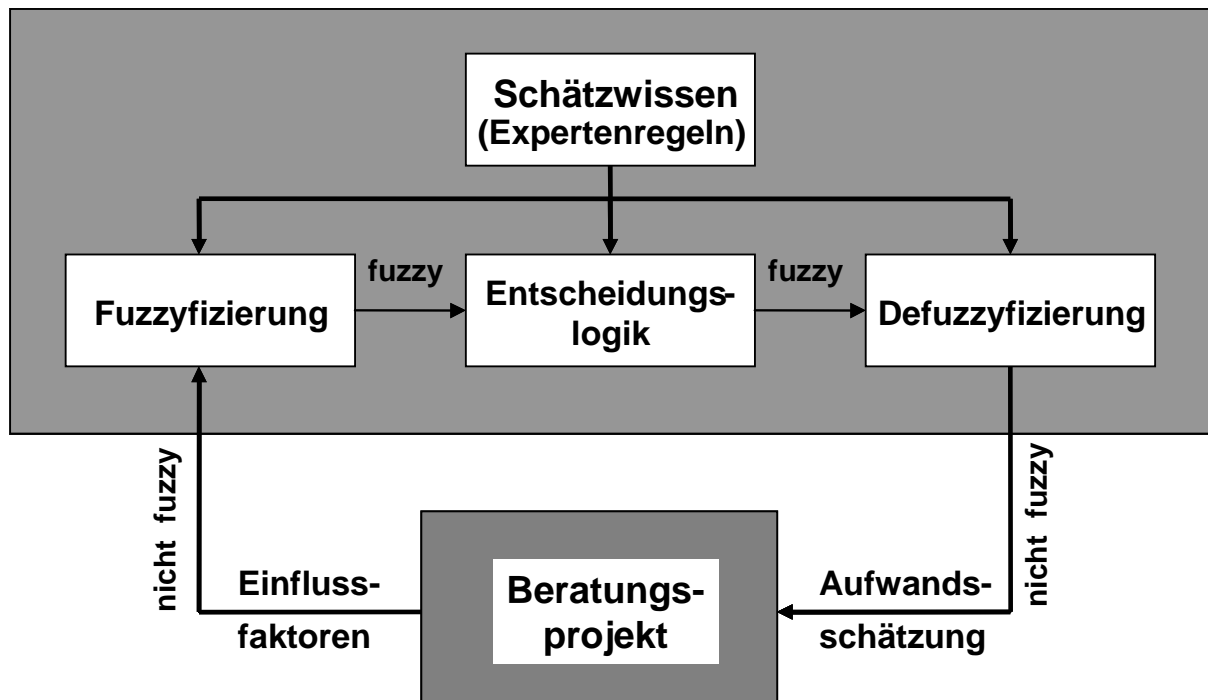 Schätzwissen
(Expertenregeln)
fuzzy
fuzzy
Fuzzyfizierung
Entscheidungs-
logik
Defuzzyfizierung
nicht fuzzy
nicht fuzzy
Einfluss-
faktoren
Beratungs-
projekt
Aufwands-
schätzung